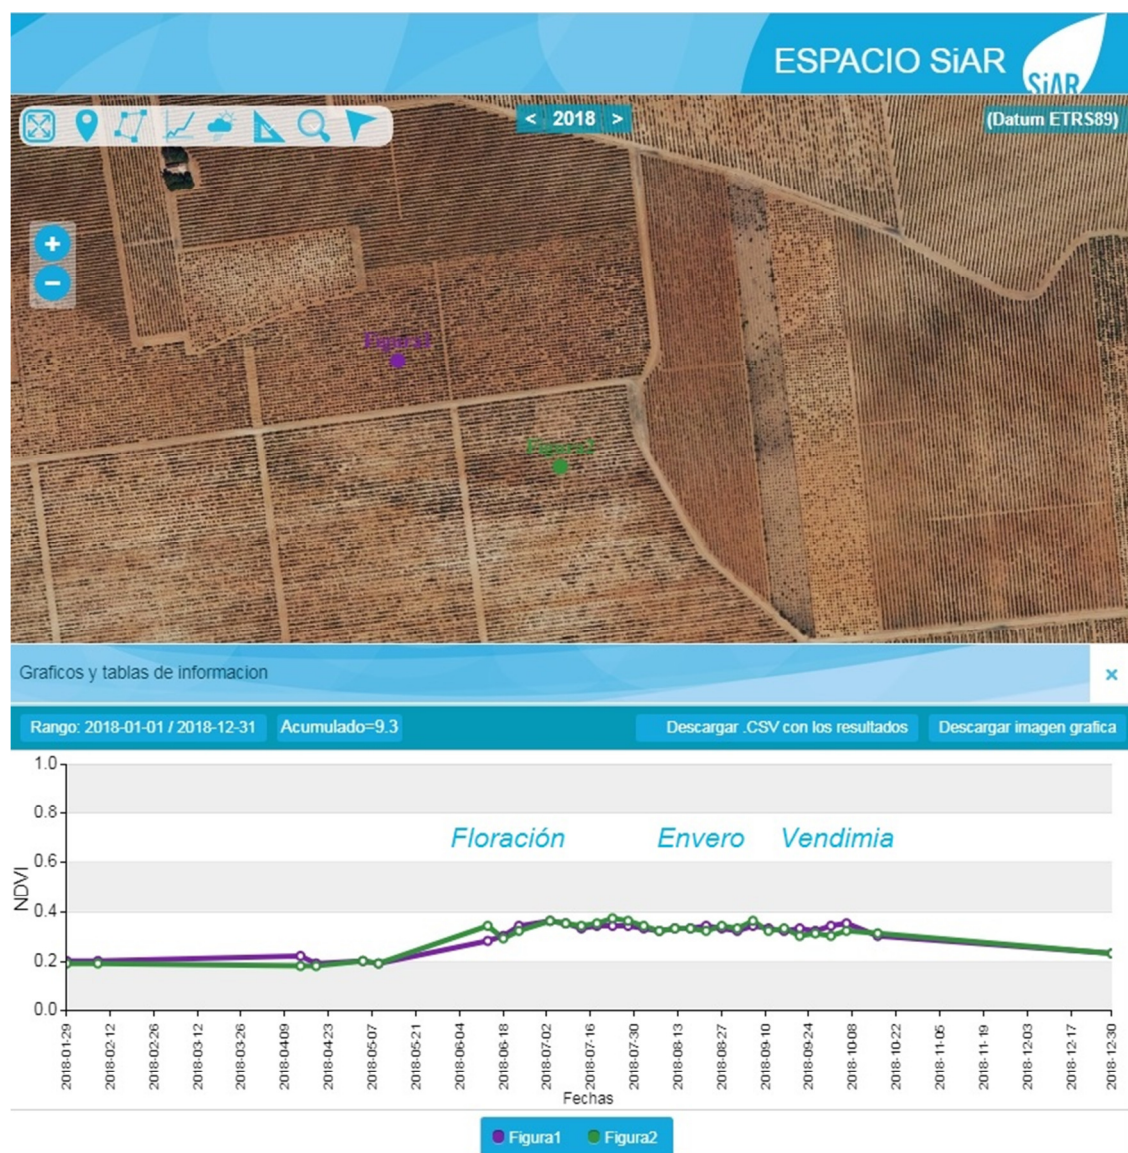 ESPACIO SiAR
SiAR
< 2018 >
(Datum ETRS89)
+
−
Figura1
Figura2
Graficos y tablas de informacion
×
Rango: 2018-01-01 / 2018-12-31
Acumulado=9.3
Descargar .CSV con los resultados
Descargar imagen grafica
1.0
0.8
0.6
0.4
0.2
0.0
NDVI
Floración
Envero
Vendimia
2018-01-29
2018-02-12
2018-02-26
2018-03-12
2018-03-26
2018-04-09
2018-04-23
2018-05-07
2018-05-21
2018-06-04
2018-06-18
2018-07-02
2018-07-16
2018-07-30
2018-08-13
2018-08-27
2018-09-10
2018-09-24
2018-10-08
2018-10-22
2018-11-05
2018-11-19
2018-12-03
2018-12-17
2018-12-30
Fechas
Figura1
Figura2